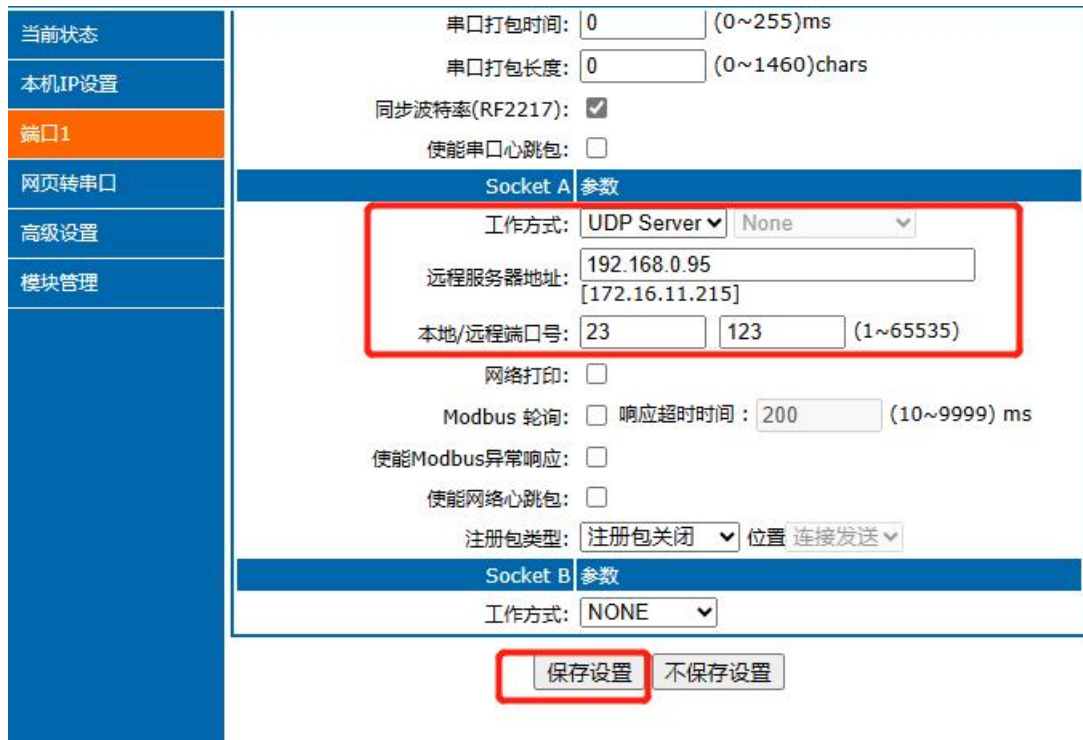 当前状态
本机IP设置
端口1
网页转串口
高级设置
模块管理
串口打包时间: 0 (0~255)ms
串口打包长度: 0 (0~1460)chars
同步波特率(RF2217):
使能串口心跳包:
Socket A 参数
工作方式: UDP Server None
远程服务器地址: 192.168.0.95
[172.16.11.215]
本地/远程端口号: 23 123 (1~65535)
网络打印:
Modbus 轮询: 响应超时时间 : 200 (10~9999) ms
使能Modbus异常响应:
使能网络心跳包:
注册包类型: 注册包关闭 位置 连接发送
Socket B 参数
工作方式: NONE
保存设置 不保存设置